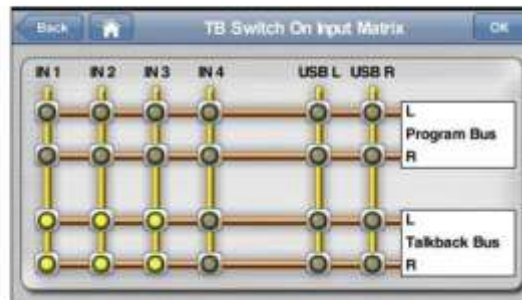 Back TB Switch On Input Matrix OK
IN 1 IN 2 IN 3 IN 4 USB L USB R
L
Program Bus
R
L
Talkback Bus
R